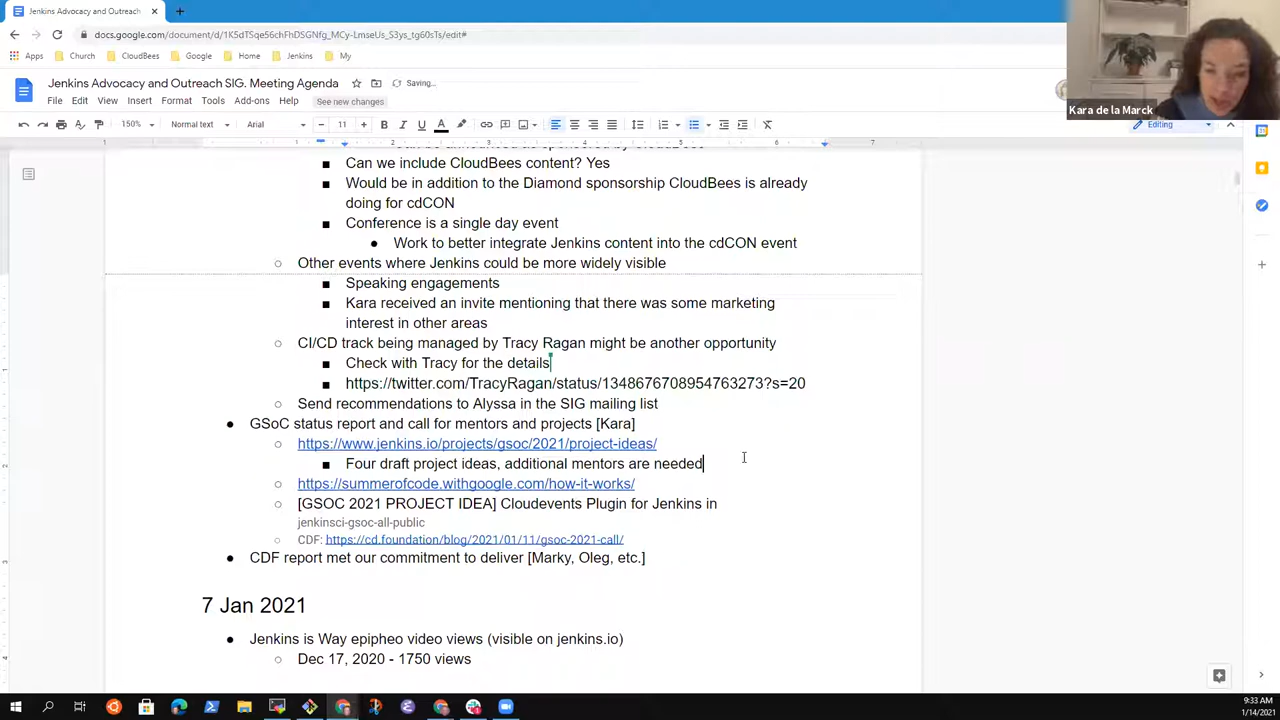 Jenkins Advocacy and Outreach
docs.google.com/document/d/1K5dTSqe56chFhDSGNfg_MCy-LmseUs_S3ys_tg60sTs/edit#
Apps Church CloudBees Google Home Jenkins My
Kara de la Marck
Jenkins Advocacy and Outreach SIG. Meeting Agenda Saving...
File Edit View Insert Format Tools Add-ons Help See new changes
150% Normal text Arial 11 Editing
1 1 2 3 4 5 6 7
Can we include CloudBees content? Yes
Would be in addition to the Diamond sponsorship CloudBees is already
doing for cdCON
Conference is a single day event
Work to better integrate Jenkins content into the cdCON event
Other events where Jenkins could be more widely visible
Speaking engagements
Kara received an invite mentioning that there was some marketing
interest in other areas
CI/CD track being managed by Tracy Ragan might be another opportunity
Check with Tracy for the details
https://twitter.com/TracyRagan/status/1348676708954763273?s=20
Send recommendations to Alyssa in the SIG mailing list
GSoC status report and call for mentors and projects [Kara]
https://www.jenkins.io/projects/gsoc/2021/project-ideas/
Four draft project ideas, additional mentors are needed
https://summerofcode.withgoogle.com/how-it-works/
[GSOC 2021 PROJECT IDEA] Cloudevents Plugin for Jenkins in
jenkinsci-gsoc-all-public
CDF: https://cd.foundation/blog/2021/01/11/gsoc-2021-call/
CDF report met our commitment to deliver [Marky, Oleg, etc.]
7 Jan 2021
Jenkins is Way epipheo video views (visible on jenkins.io)
Dec 17, 2020 - 1750 views
9:33 AM
1/14/2021